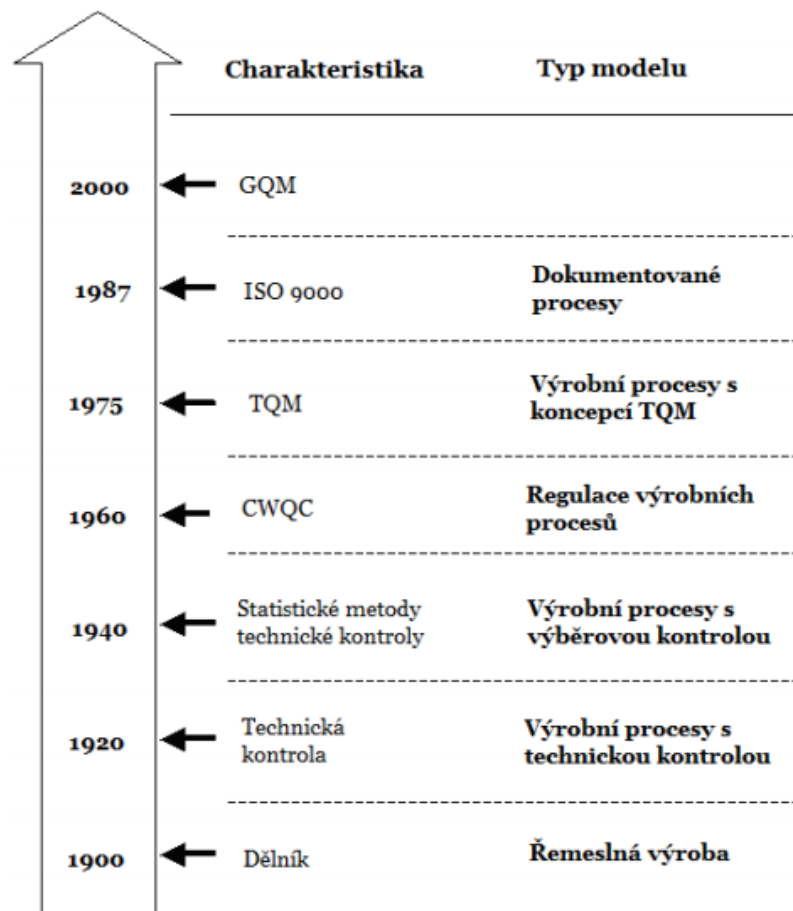 Charakteristika Typ modelu
2000 GQM
1987 ISO 9000 Dokumentované
procesy
1975 TQM Výrobní procesy s
koncepcí TQM
1960 CWQC Regulace výrobních
procesů
1940 Statistické metody Výrobní procesy s
technické kontroly výběrovou kontrolou
1920 Technická Výrobní procesy s
kontrola technickou kontrolou
1900 Dělník Řemeslná výroba